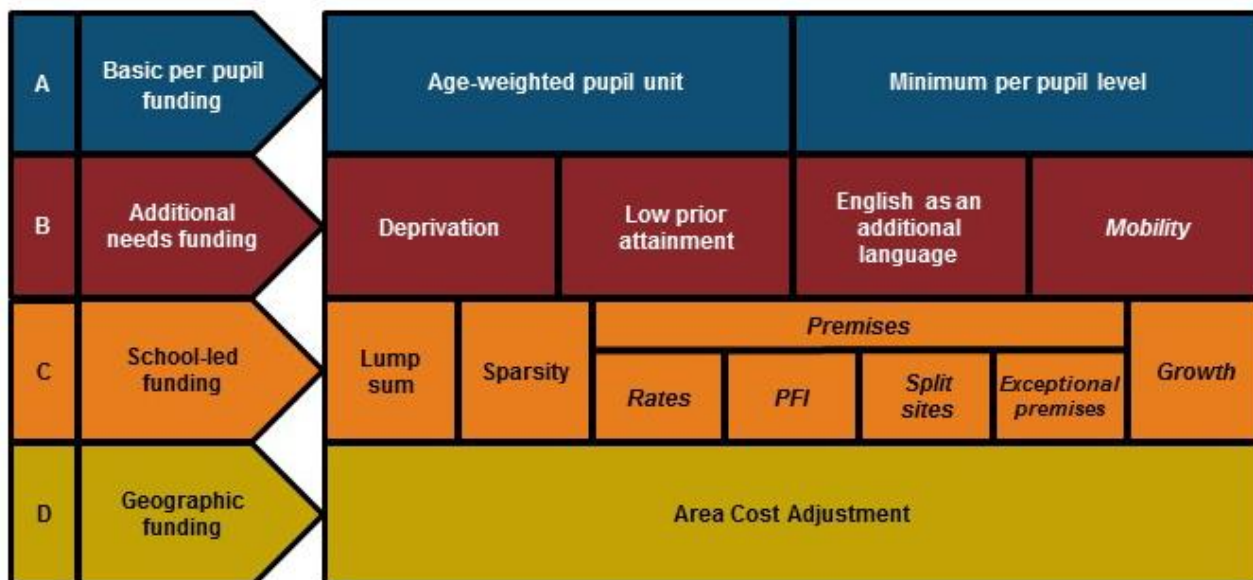 A
Basic per pupil
funding
Age-weighted pupil unit
Minimum per pupil level
B
Additional
needs funding
Deprivation
Low prior
attainment
English as an
additional
language
Mobility
C
School-led
funding
Lump
sum
Sparsity
Premises
Rates
PFI
Split
sites
Exceptional
premises
Growth
D
Geographic
funding
Area Cost Adjustment